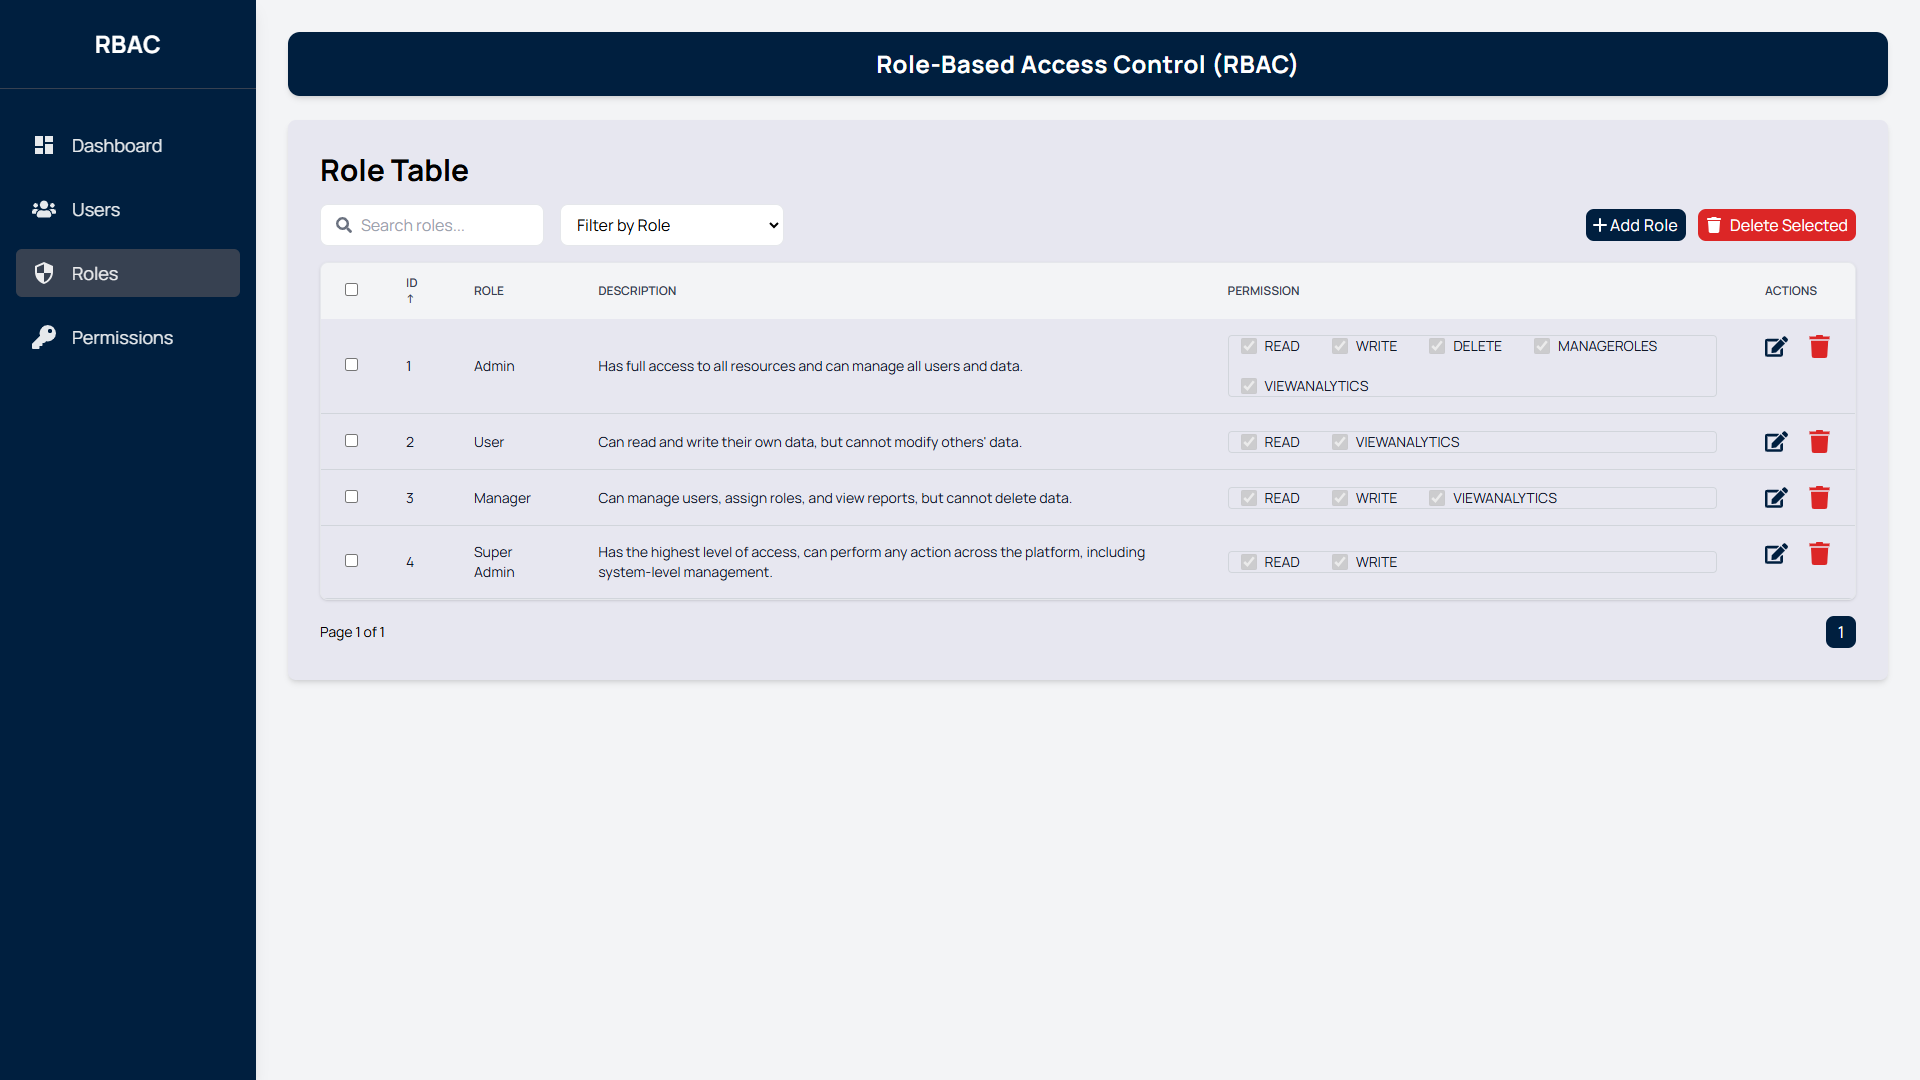 RBAC
Dashboard
Users
Roles
Permissions
Role-Based Access Control (RBAC)
Role Table
Search roles...
Filter by Role
+ Add Role
Delete Selected
ID ↑
ROLE
DESCRIPTION
PERMISSION
ACTIONS
1
Admin
Has full access to all resources and can manage all users and data.
READ WRITE DELETE MANAGEROLES
VIEWANALYTICS
2
User
Can read and write their own data, but cannot modify others' data.
READ VIEWANALYTICS
3
Manager
Can manage users, assign roles, and view reports, but cannot delete data.
READ WRITE VIEWANALYTICS
4
Super
Admin
Has the highest level of access, can perform any action across the platform, including
system-level management.
READ WRITE
Page 1 of 1
1